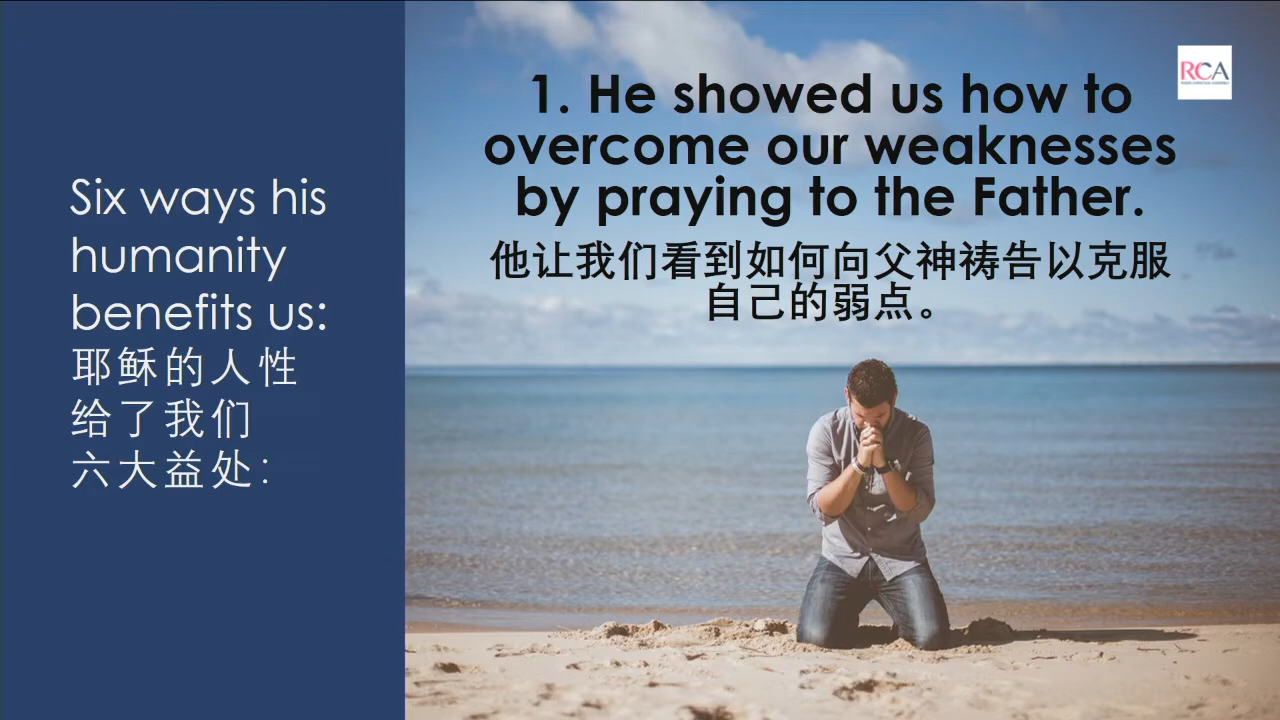 Six ways his
humanity
benefits us:
耶稣的人性
给了我们
六大益处：
1. He showed us how to
overcome our weaknesses
by praying to the Father.
他让我们看到如何向父神祷告以克服
自己的弱点。
RCA